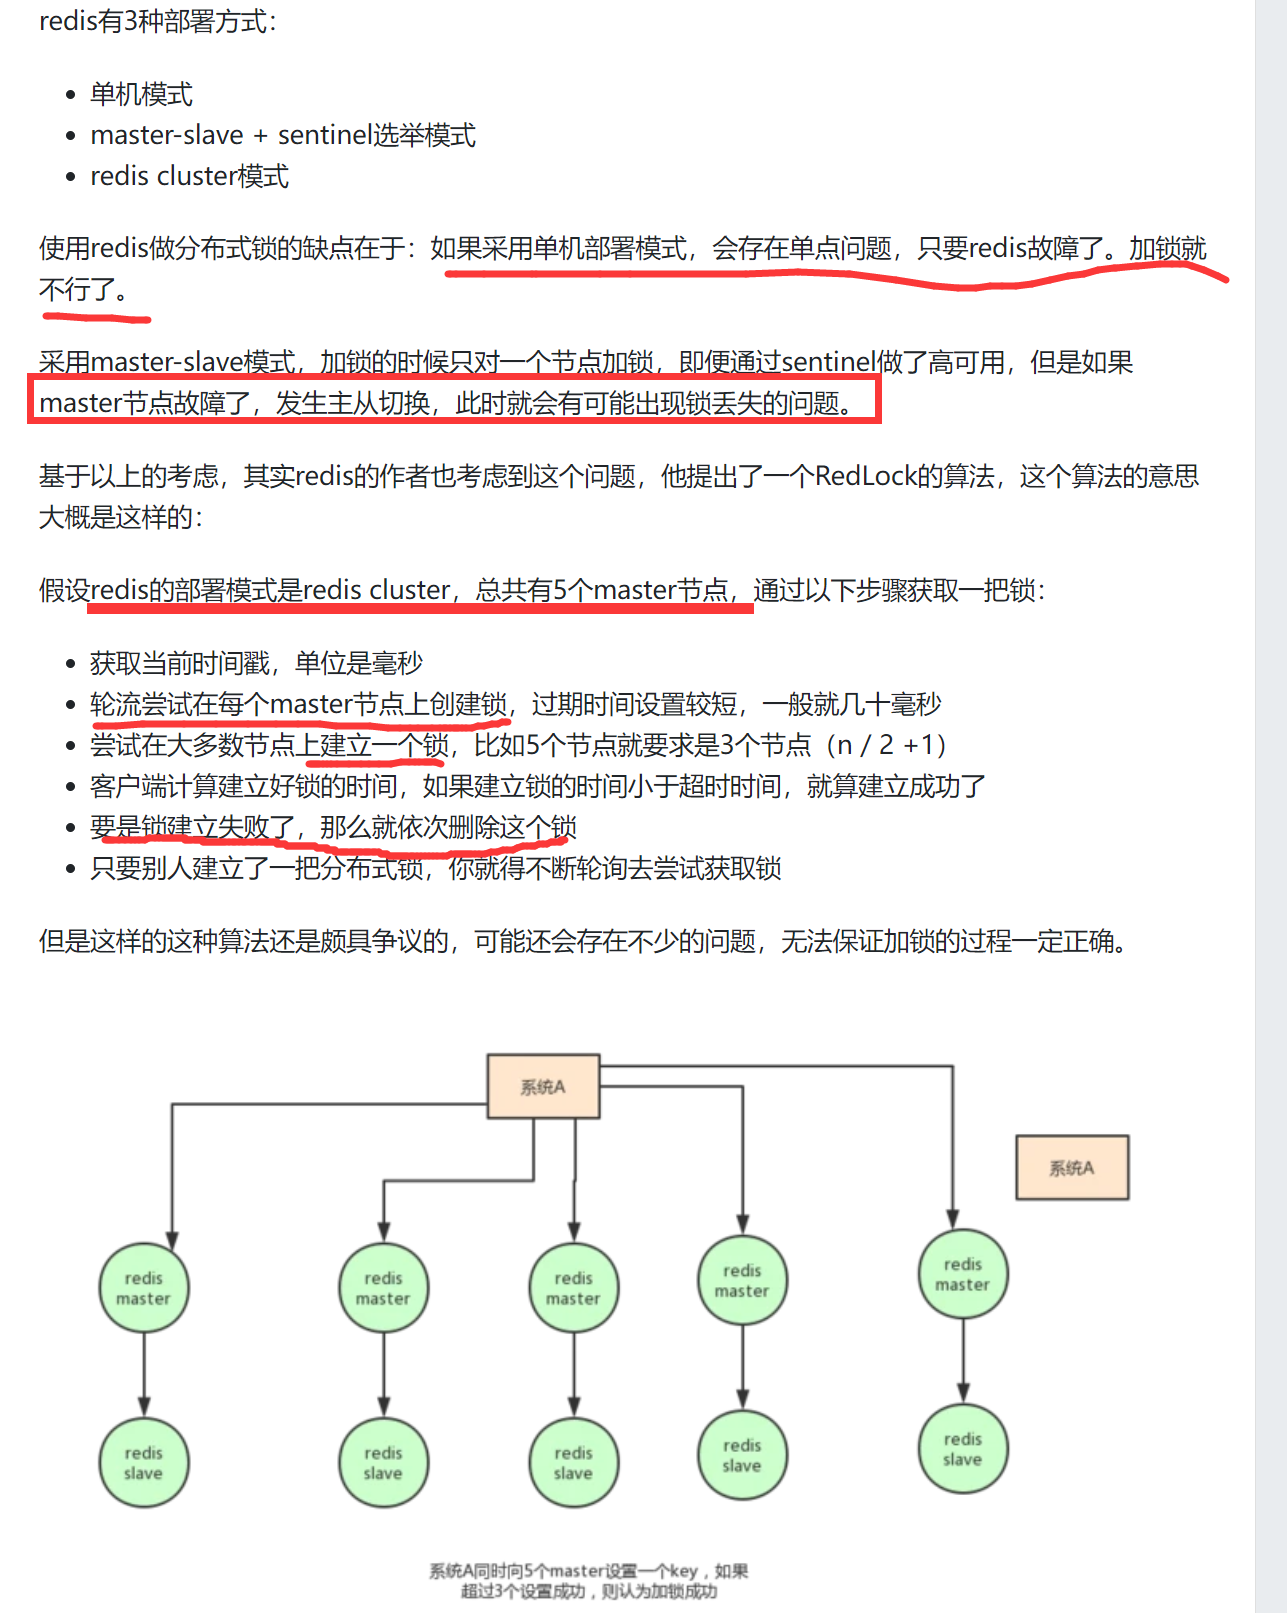 redis有3种部署方式：
单机模式
master-slave + sentinel选举模式
redis cluster模式
使用redis做分布式锁的缺点在于：如果采用单机部署模式，会存在单点问题，只要redis故障了。加锁就
不行了。
采用master-slave模式，加锁的时候只对一个节点加锁，即便通过sentinel做了高可用，但是如果
master节点故障了，发生主从切换，此时就会有可能出现锁丢失的问题。
基于以上的考虑，其实redis的作者也考虑到这个问题，他提出了一个RedLock的算法，这个算法的意思
大概是这样的：
假设redis的部署模式是redis cluster，总共有5个master节点，通过以下步骤获取一把锁：
获取当前时间戳，单位是毫秒
轮流尝试在每个master节点上创建锁，过期时间设置较短，一般就几十毫秒
尝试在大多数节点上建立一个锁，比如5个节点就要求是3个节点（n / 2 +1）
客户端计算建立好锁的时间，如果建立锁的时间小于超时时间，就算建立成功了
要是锁建立失败了，那么就依次删除这个锁
只要别人建立了一把分布式锁，你就得不断轮询去尝试获取锁
但是这样的这种算法还是颇具争议的，可能还会存在不少的问题，无法保证加锁的过程一定正确。
系统A
系统A
redis
master
redis
master
redis
master
redis
master
redis
master
redis
slave
redis
slave
redis
slave
redis
slave
redis
slave
系统A同时向5个master设置一个key，如果
超过3个设置成功，则认为加锁成功